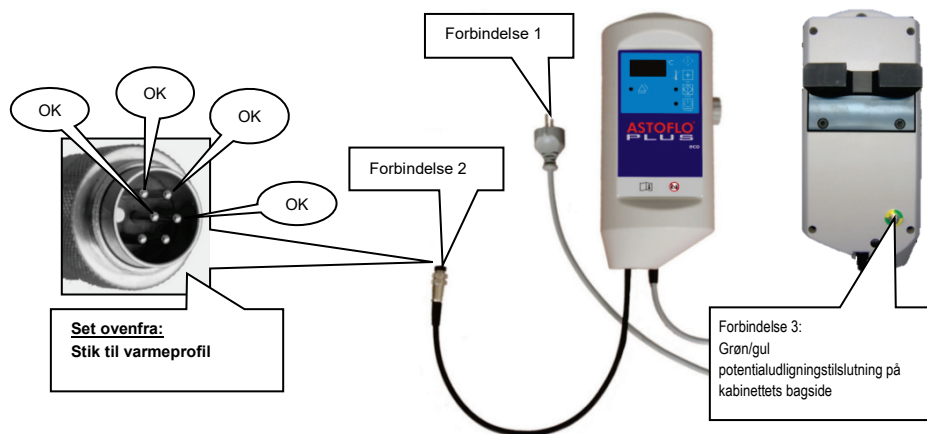 Forbindelse 1
OK
OK
OK
OK
Forbindelse 2
°C
ASTOFLO®
PLUS
eco
Set ovenfra:
Stik til varmeprofil
Forbindelse 3:
Grøn/gul
potentialudligningstilslutning på
kabinettets bagside